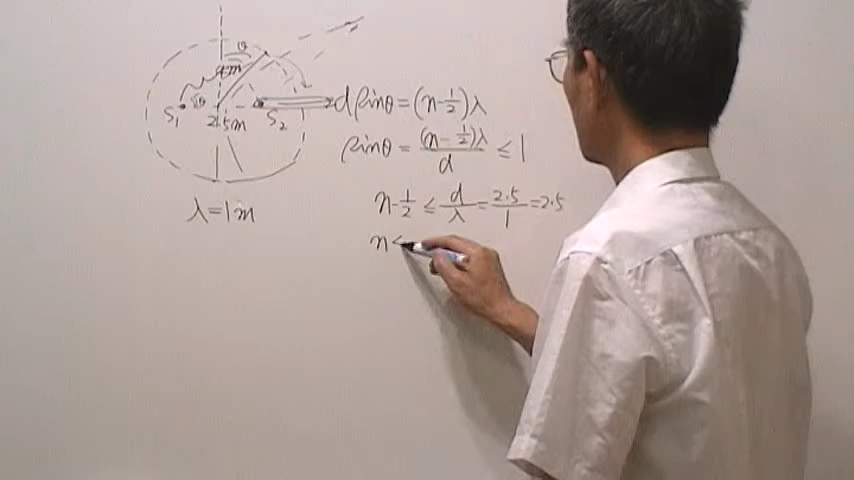 θ
S₁
θ
2.5m
S₂
λ=1m
d sinθ=(n-½)λ
sinθ = (n-½)λ/d ≤ 1
n-½ ≤ d/λ = 2.5/1 = 2.5
n <